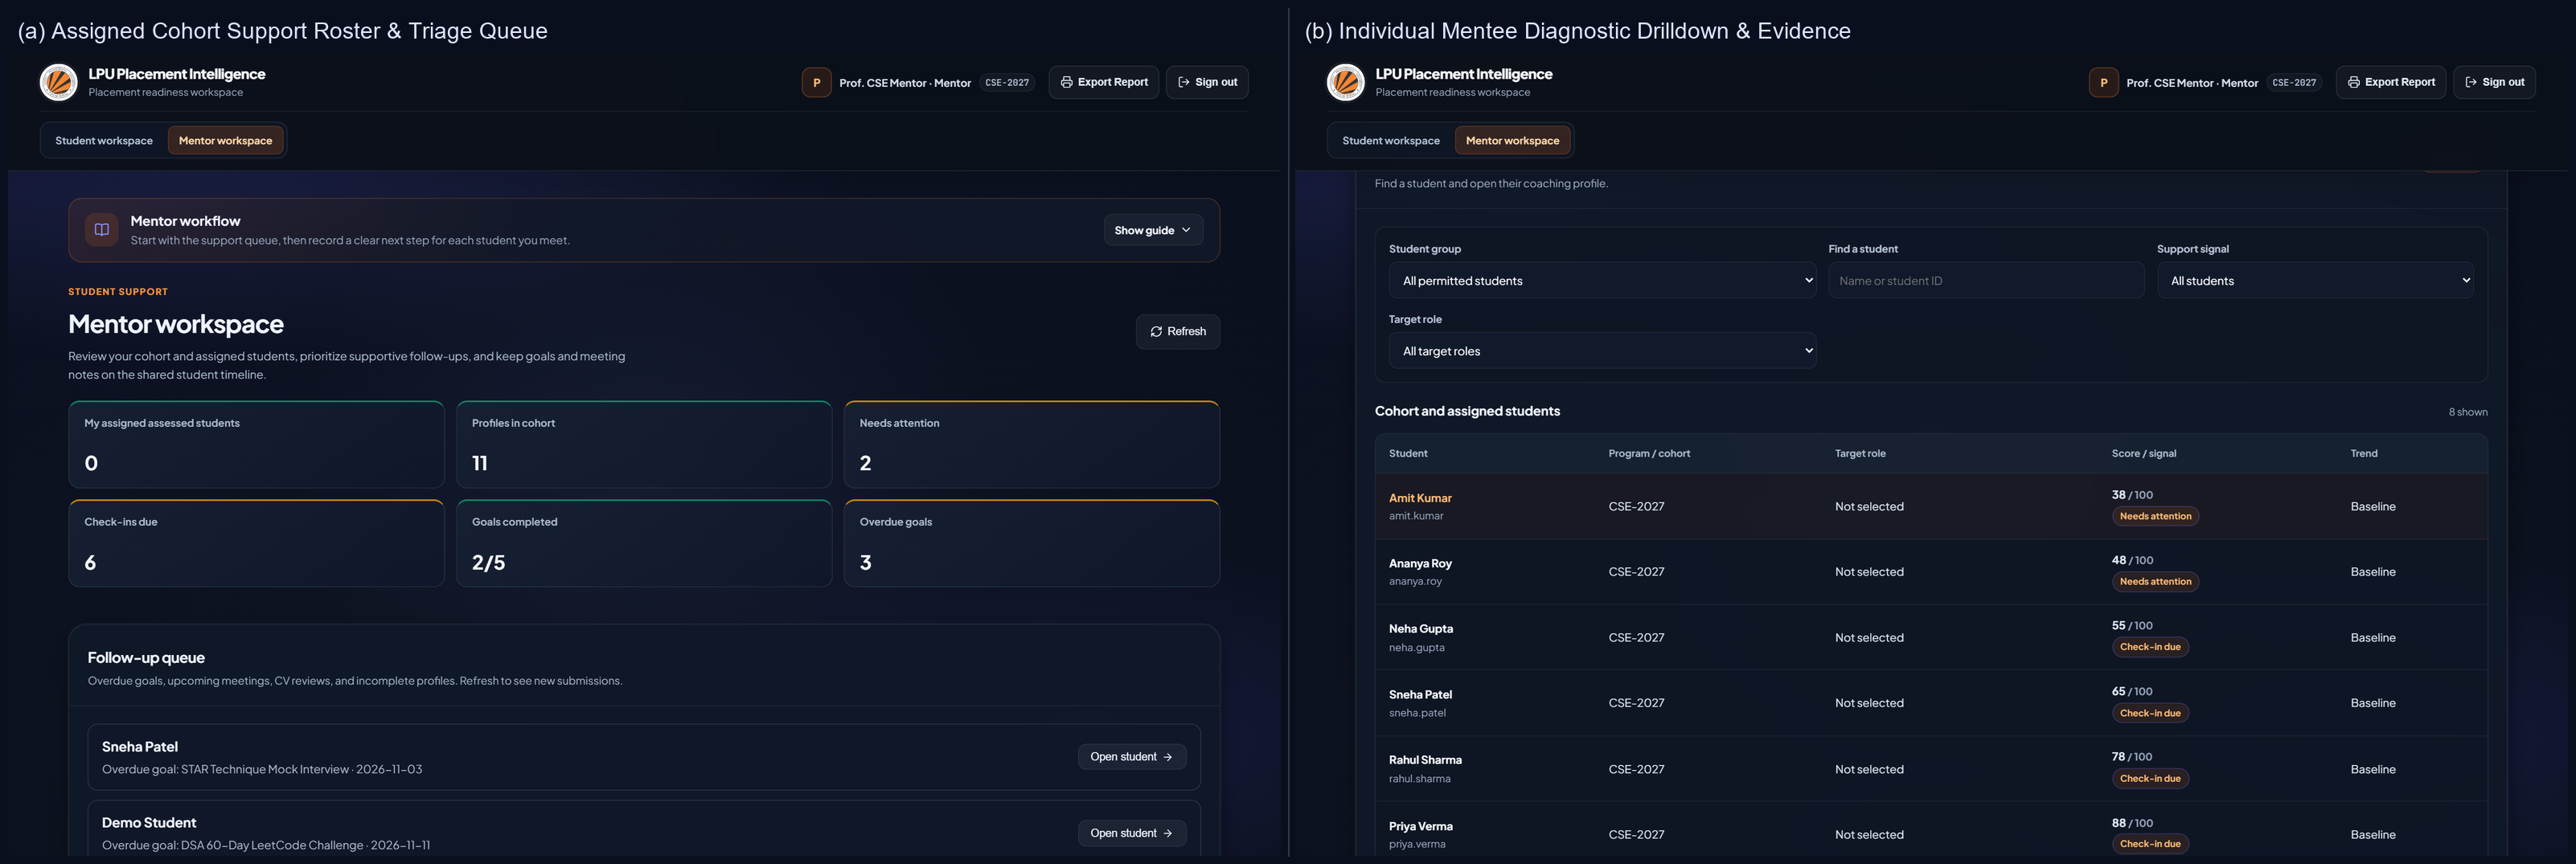 (a) Assigned Cohort Support Roster & Triage Queue
LPU Placement Intelligence
Placement readiness workspace
P
Prof. CSE Mentor · Mentor
CSE-2027
Export Report
Sign out
Student workspace
Mentor workspace
Mentor workflow
Start with the support queue, then record a clear next step for each student you meet.
Show guide
STUDENT SUPPORT
Mentor workspace
Refresh
Review your cohort and assigned students, prioritize supportive follow-ups, and keep goals and meeting
notes on the shared student timeline.
My assigned assessed students
0
Profiles in cohort
11
Needs attention
2
Check-ins due
6
Goals completed
2/5
Overdue goals
3
Follow-up queue
Overdue goals, upcoming meetings, CV reviews, and incomplete profiles. Refresh to see new submissions.
Sneha Patel
Overdue goal: STAR Technique Mock Interview · 2026-11-03
Open student →
Demo Student
Overdue goal: DSA 60-Day LeetCode Challenge · 2026-11-11
Open student →
(b) Individual Mentee Diagnostic Drilldown & Evidence
LPU Placement Intelligence
Placement readiness workspace
P
Prof. CSE Mentor · Mentor
CSE-2027
Export Report
Sign out
Student workspace
Mentor workspace
Find a student and open their coaching profile.
Student group
All permitted students
Find a student
Name or student ID
Support signal
All students
Target role
All target roles
Cohort and assigned students
8 shown
Student Program / cohort Target role Score / signal Trend
Amit Kumar
amit.kumar
CSE-2027
Not selected
38 / 100
Needs attention
Baseline
Ananya Roy
ananya.roy
CSE-2027
Not selected
48 / 100
Needs attention
Baseline
Neha Gupta
neha.gupta
CSE-2027
Not selected
55 / 100
Check-in due
Baseline
Sneha Patel
sneha.patel
CSE-2027
Not selected
65 / 100
Check-in due
Baseline
Rahul Sharma
rahul.sharma
CSE-2027
Not selected
78 / 100
Check-in due
Baseline
Priya Verma
priya.verma
CSE-2027
Not selected
88 / 100
Check-in due
Baseline